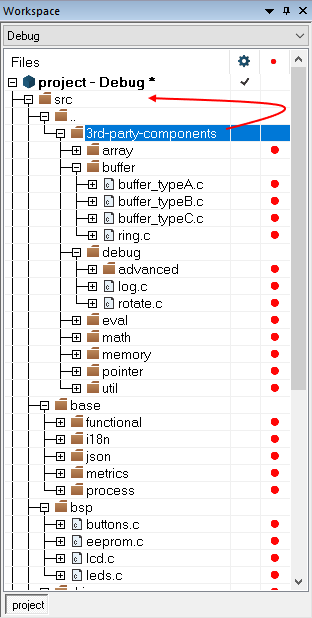 Workspace
Debug
Files
project - Debug *
src
..
3rd-party-components
array
buffer
buffer_typeA.c
buffer_typeB.c
buffer_typeC.c
ring.c
debug
advanced
log.c
rotate.c
eval
math
memory
pointer
util
base
functional
i18n
json
metrics
process
bsp
buttons.c
eeprom.c
lcd.c
leds.c
project